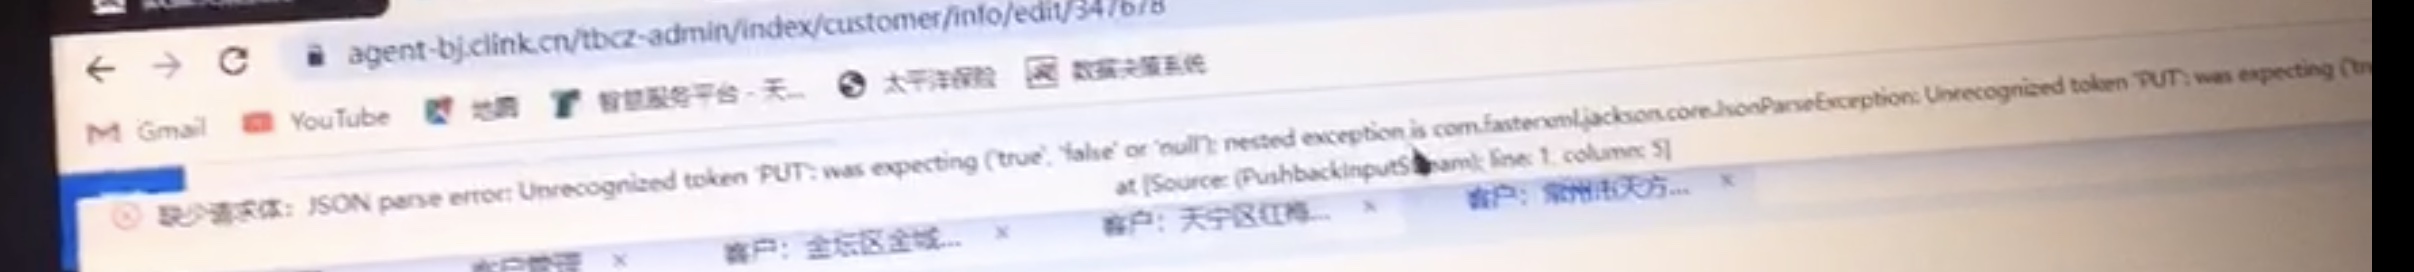 agent-bj.clink.cn/tbcz-admin/index/customer/info/edit/347678
Gmail YouTube 地图 智慧服务平台 - 天... 太平洋保险 数据决策系统
缺少请求体: JSON parse error: Unrecognized token 'PUT': was expecting ('true', 'false' or 'null'); nested exception is com.fasterxml.jackson.core.JsonParseException: Unrecognized token 'PUT': was expecting ('tr
at [Source: (PushbackInputStream); line: 1, column: 5]
客户管理 × 客户: 金坛区金城... × 客户: 天宁区红梅... × 客户: 常州市天方... ×